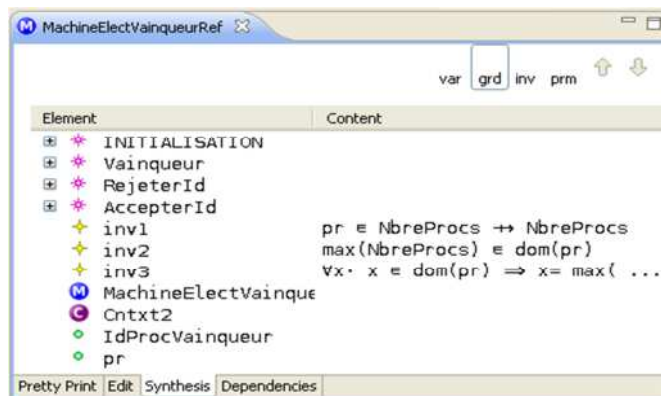 MachineElectVainqueurRef
var grd inv prm
Element Content
INITIALISATION
Vainqueur
RejeterId
AccepterId
inv1 pr ∈ NbreProcs ⇸ NbreProcs
inv2 max(NbreProcs) ∈ dom(pr)
inv3 ∀x· x ∈ dom(pr) ⇒ x= max( ...
MachineElectVainque
Cntxt2
IdProcVainqueur
pr
Pretty Print Edit Synthesis Dependencies